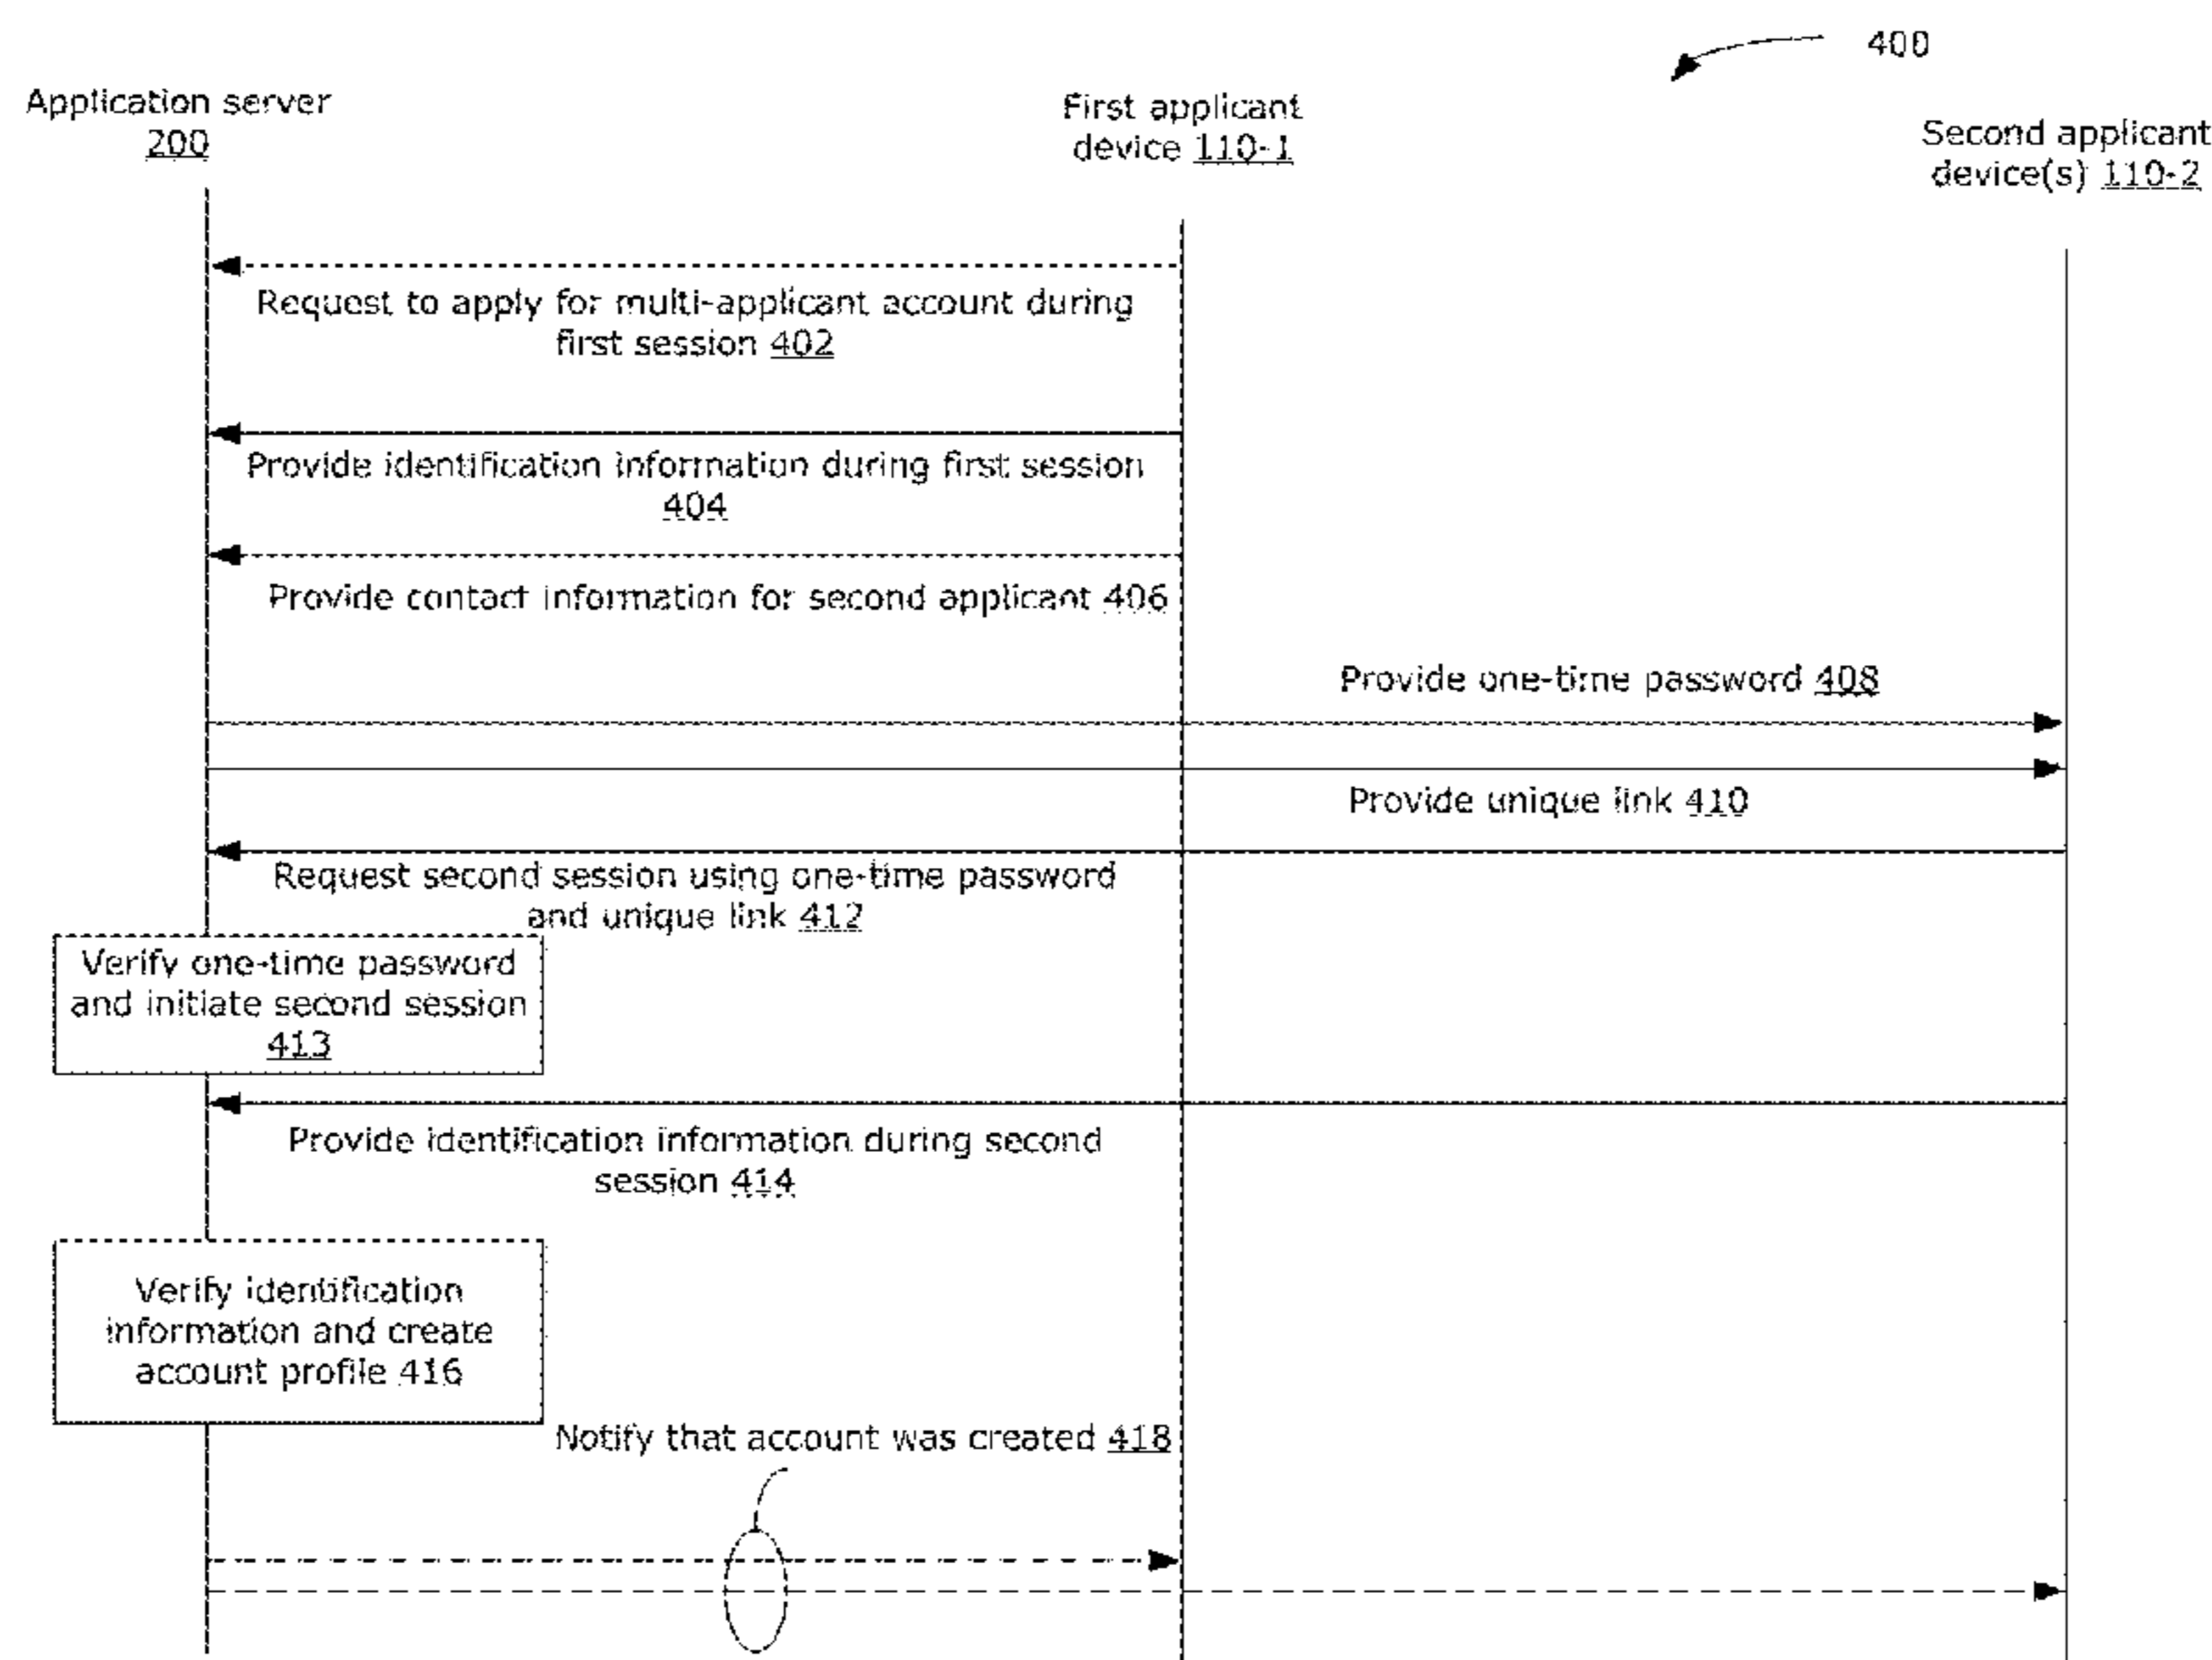 400
Application server
200
First applicant
device 110-1
Second applicant
device(s) 110-2
Request to apply for multi-applicant account during
first session 402
Provide identification information during first session
404
Provide contact information for second applicant 406
Provide one-time password 408
Provide unique link 410
Request second session using one-time password
and unique link 412
Verify one-time password
and initiate second session
413
Provide identification information during second
session 414
Verify identification
information and create
account profile 416
Notify that account was created 418